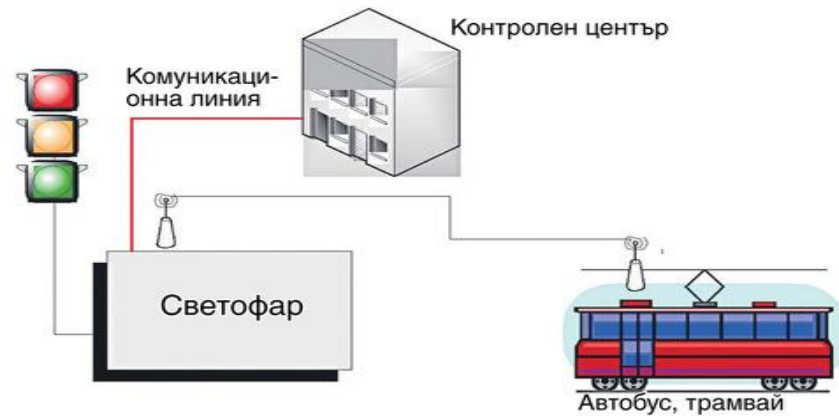 Контролен център
Комуникаци-
онна линия
Светофар
Автобус, трамвай